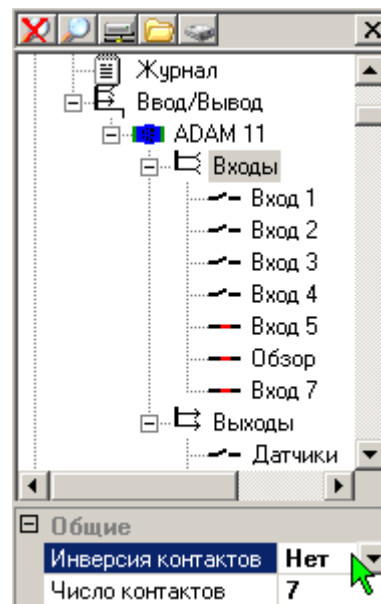 Журнал
Ввод/Вывод
ADAM 11
Входы
Вход 1
Вход 2
Вход 3
Вход 4
Вход 5
Обзор
Вход 7
Выходы
Датчики
Общие
Инверсия контактов Нет
Число контактов 7